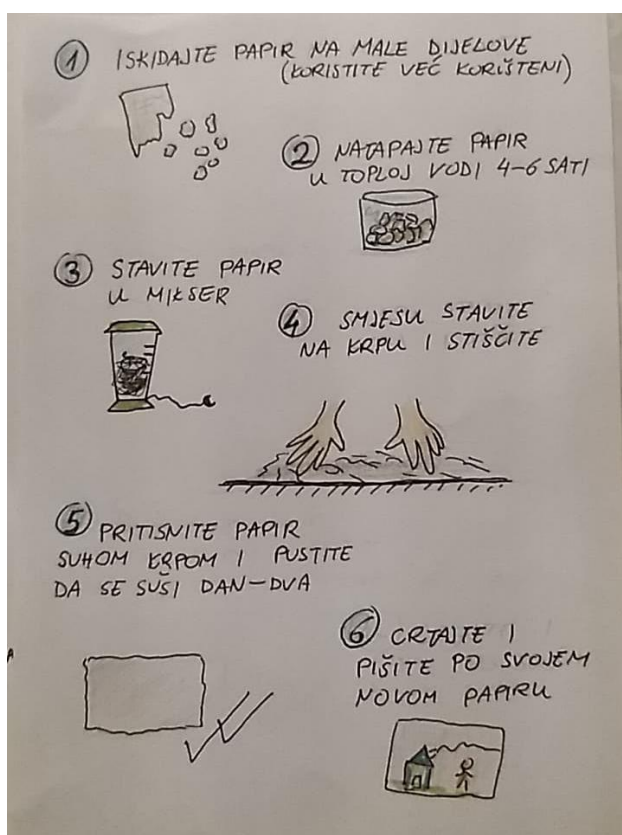 1 ISKIDAJTE PAPIR NA MALE DIJELOVE
(KORISTITE VEĆ KORIŠTENI)
2 NATAPAJTE PAPIR
U TOPLOJ VODI 4-6 SATI
3 STAVITE PAPIR
U MIKSER
4 SMJESU STAVITE
NA KRPU I STIŠČITE
5 PRITISNITE PAPIR
SUHOM KRPOM I PUSTITE
DA SE SUŠI DAN-DVA
6 CRTAJTE I
PIŠITE PO SVOJEM
NOVOM PAPIRU